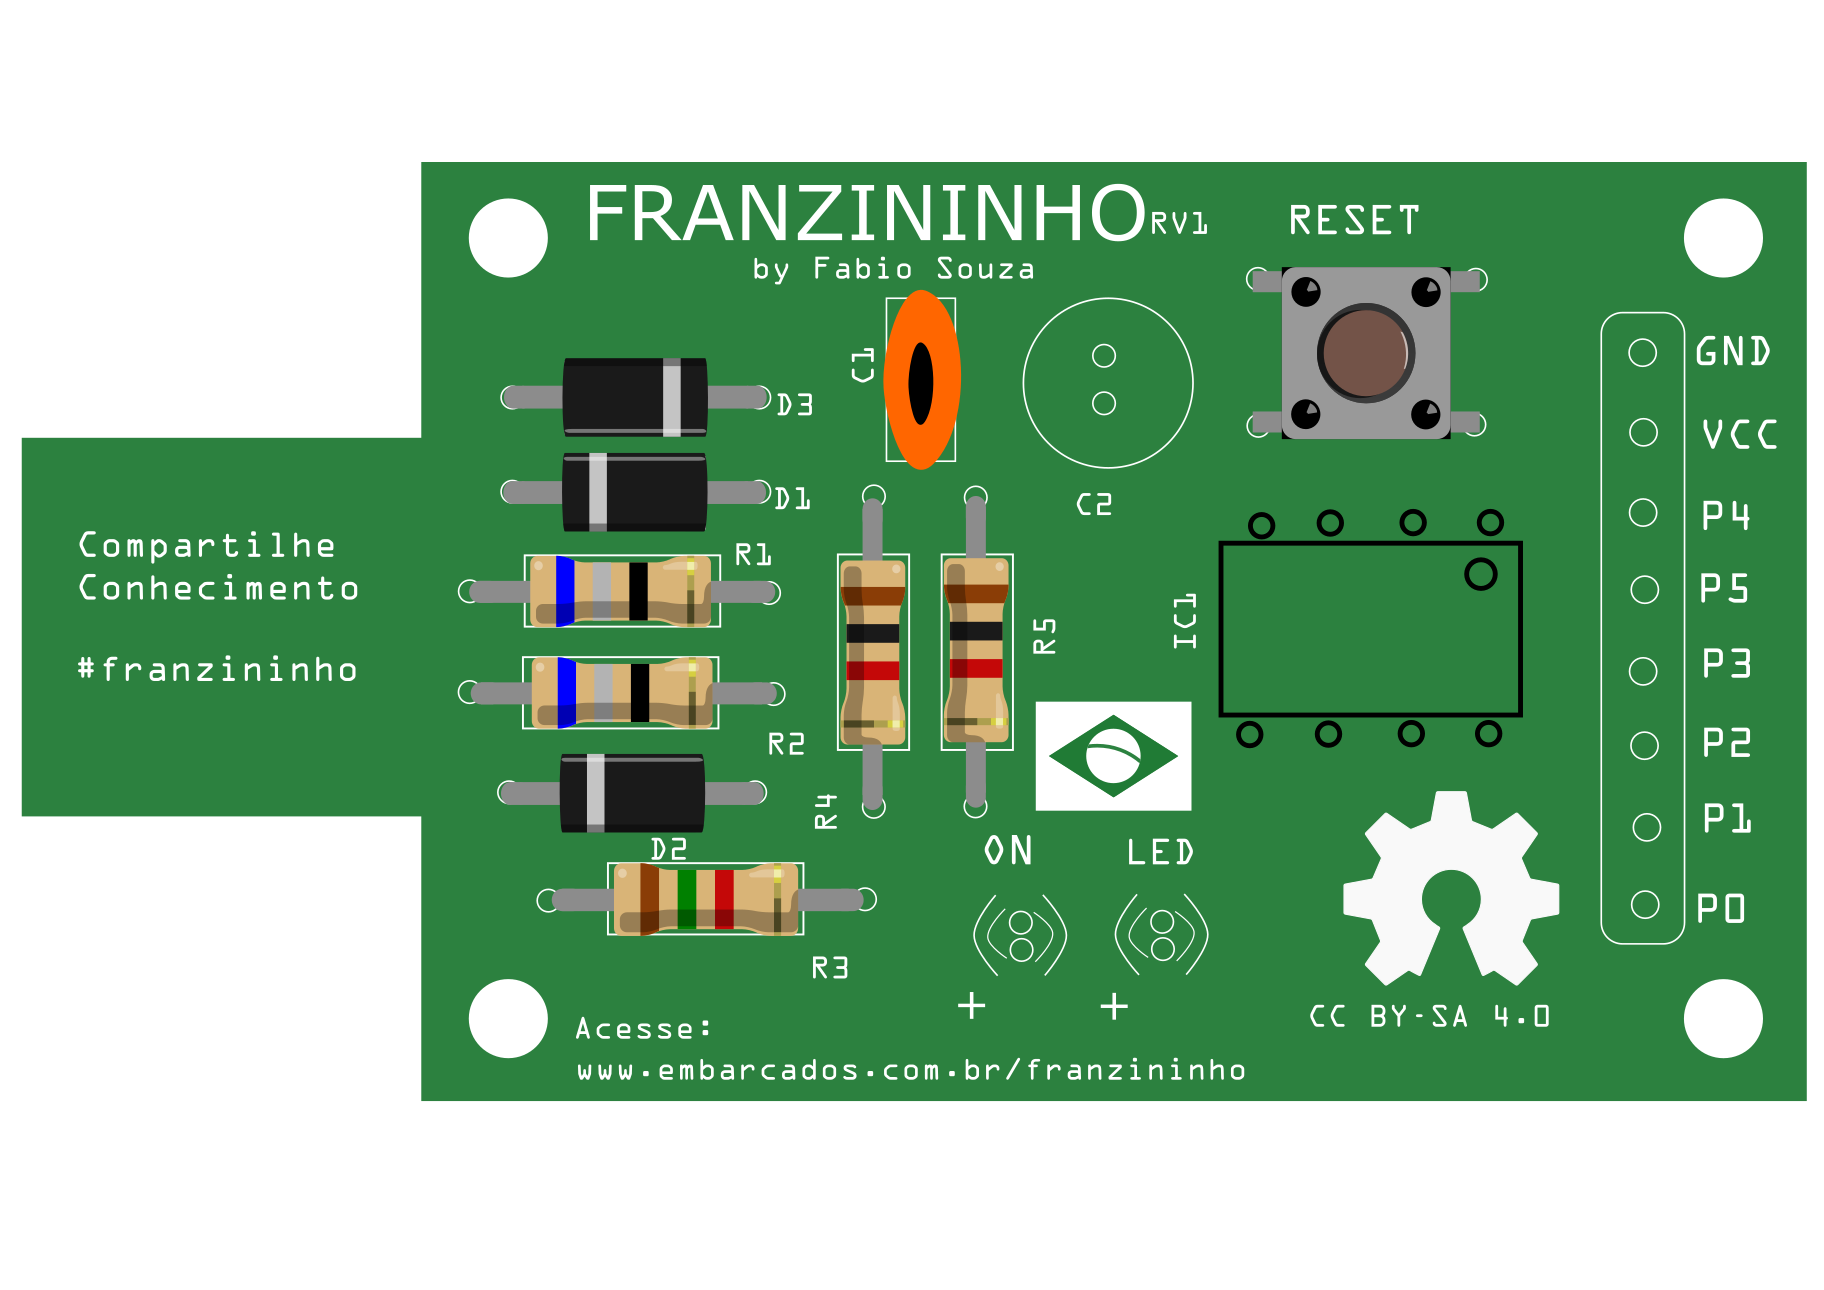 FRANZININHO RV1
by Fabio Souza
RESET
C1
C2
D3
D1
R1
R2
D2
R3
R4
R5
IC1
GND
VCC
P4
P5
P3
P2
P1
P0
Compartilhe
Conhecimento
#franzininho
ON
LED
+
+
CC BY-SA 4.0
Acesse:
www.embarcados.com.br/franzininho